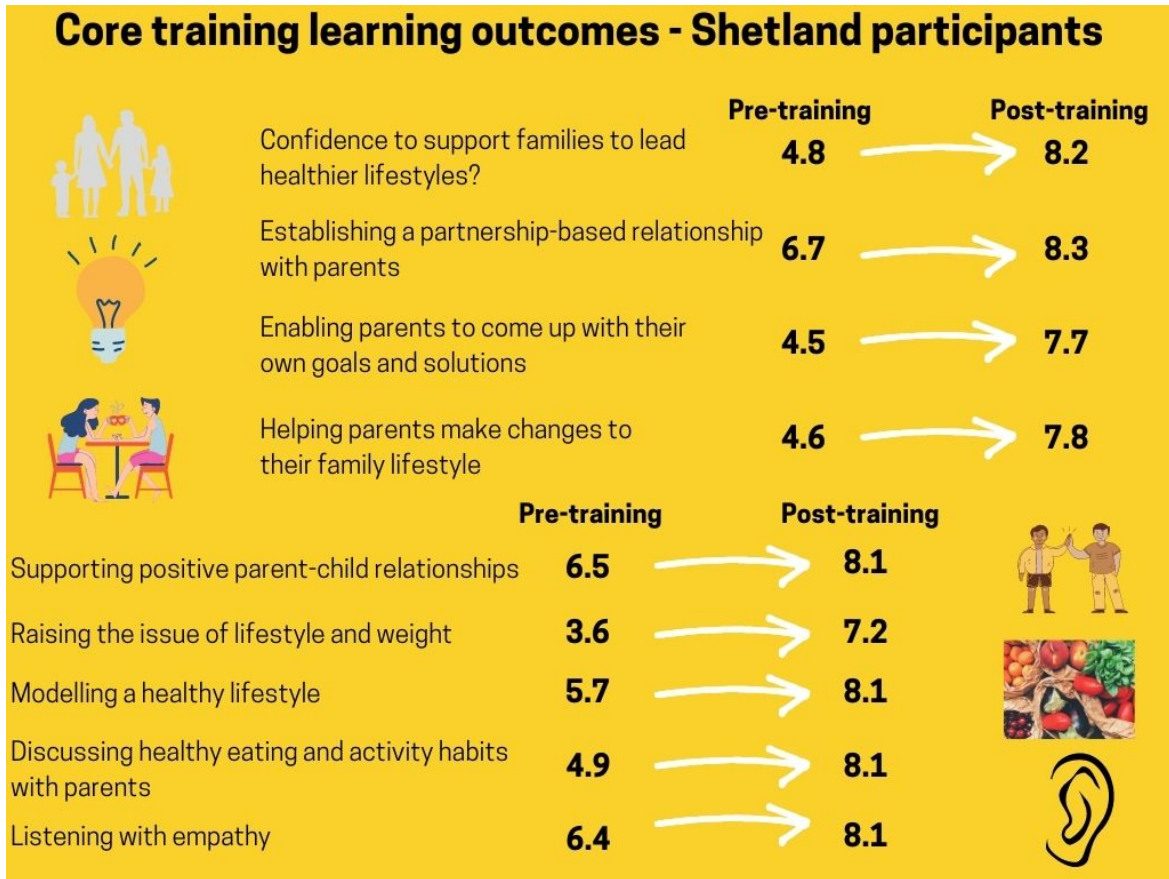 Core training learning outcomes - Shetland participants
Pre-training Post-training
Confidence to support families to lead
healthier lifestyles?
4.8 8.2
Establishing a partnership-based relationship
with parents
6.7 8.3
Enabling parents to come up with their
own goals and solutions
4.5 7.7
Helping parents make changes to
their family lifestyle
4.6 7.8
Pre-training Post-training
Supporting positive parent-child relationships 6.5 8.1
Raising the issue of lifestyle and weight 3.6 7.2
Modelling a healthy lifestyle 5.7 8.1
Discussing healthy eating and activity habits
with parents
4.9 8.1
Listening with empathy 6.4 8.1